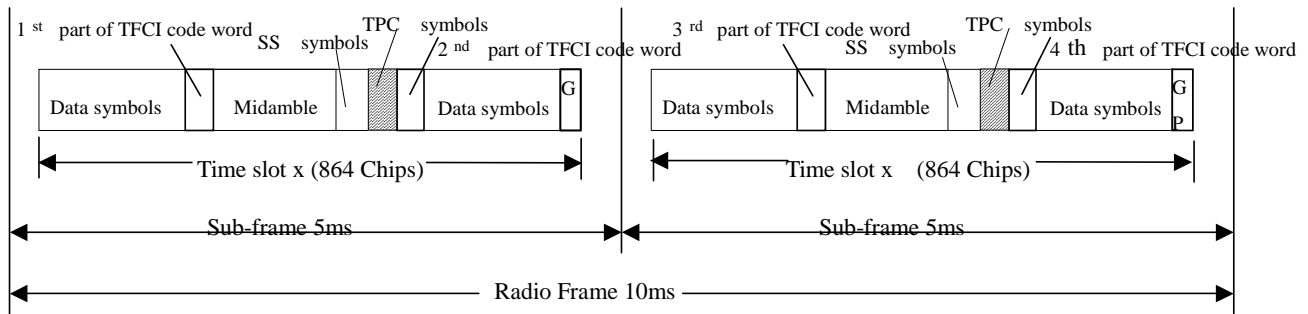 1 st part of TFCI code word
SS symbols
TPC symbols
2 nd part of TFCI code word
Data symbols
Midamble
Data symbols
G
Time slot x (864 Chips)
Sub-frame 5ms
3 rd part of TFCI code word
SS symbols
TPC symbols
4 th part of TFCI code word
Data symbols
Midamble
Data symbols
G
P
Time slot x (864 Chips)
Sub-frame 5ms
Radio Frame 10ms